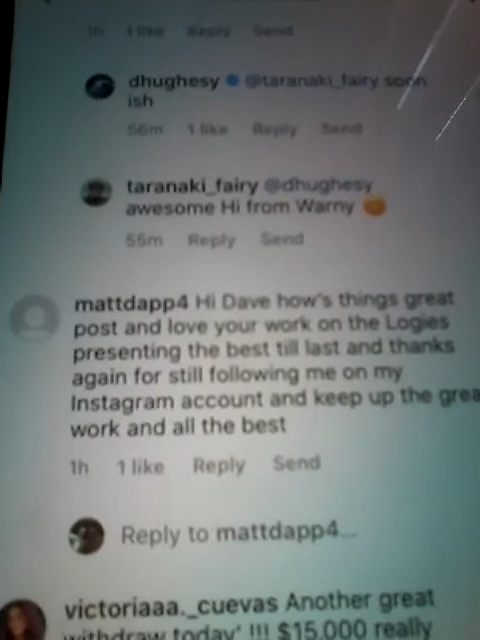 1h 1 like Reply Send
dhughesy @taranaki_fairy soon
ish
56m 1 like Reply Send
taranaki_fairy @dhughesy
awesome Hi from Warny
55m Reply Send
mattdapp4 Hi Dave how's things great
post and love your work on the Logies
presenting the best till last and thanks
again for still following me on my
Instagram account and keep up the grea
work and all the best
1h 1 like Reply Send
Reply to mattdapp4...
victoriaaa._cuevas Another great
withdraw today' !!! $15,000 really